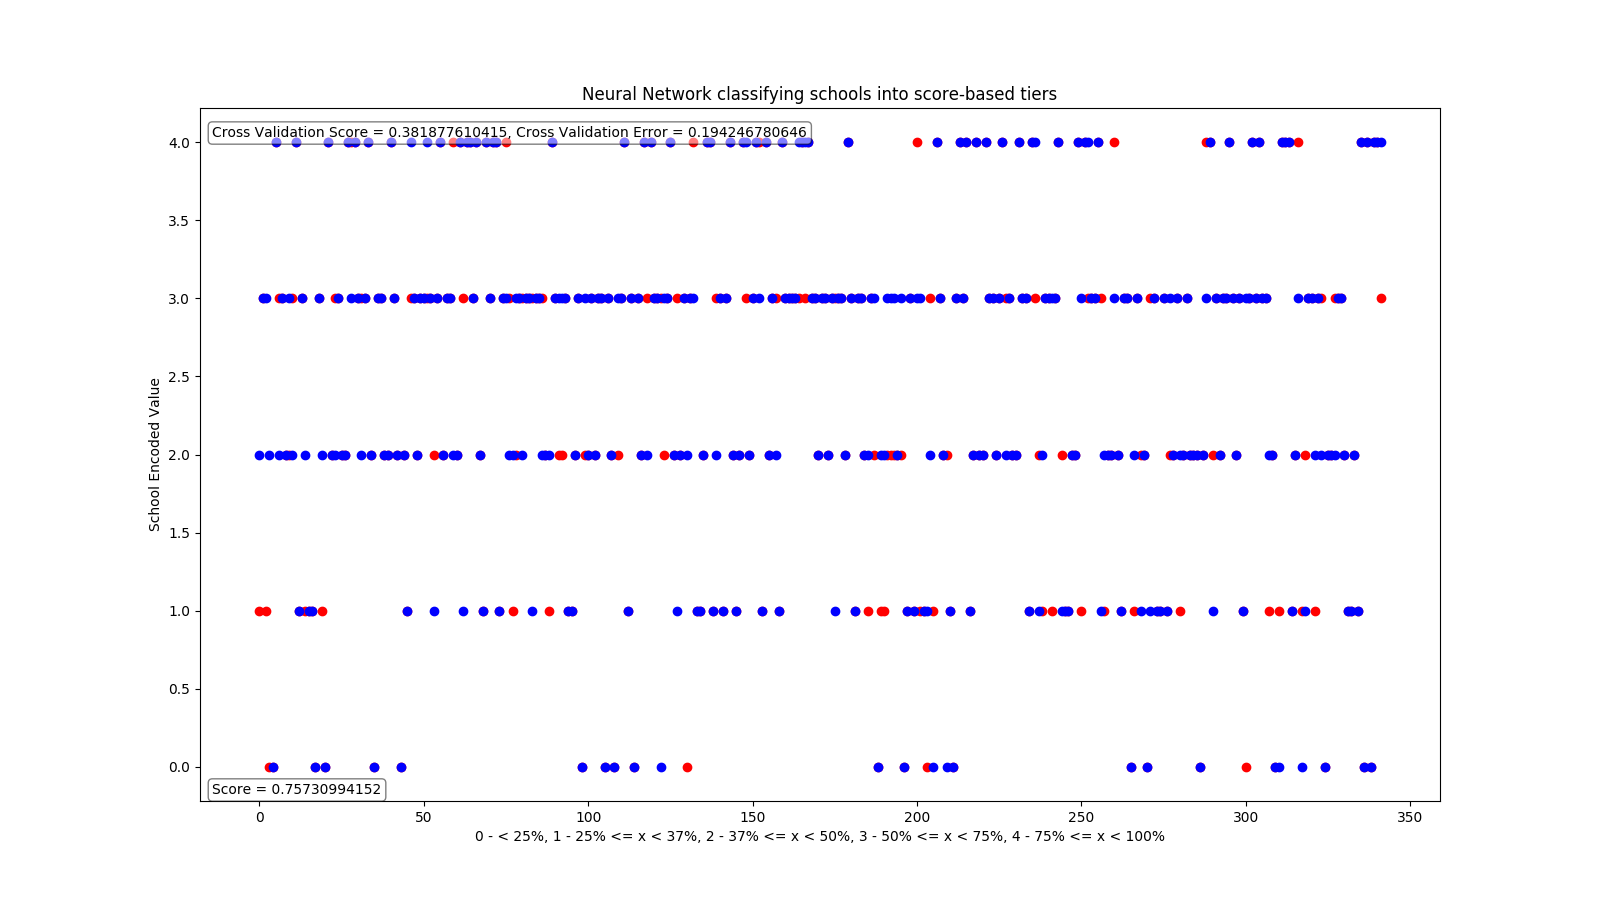 Neural Network classifying schools into score-based tiers
Cross Validation Score = 0.381877610415, Cross Validation Error = 0.194246780646
4.0
3.5
3.0
2.5
2.0
1.5
1.0
0.5
0.0
School Encoded Value
Score = 0.75730994152
0 50 100 150 200 250 300 350
0 - < 25%, 1 - 25% <= x < 37%, 2 - 37% <= x < 50%, 3 - 50% <= x < 75%, 4 - 75% <= x < 100%